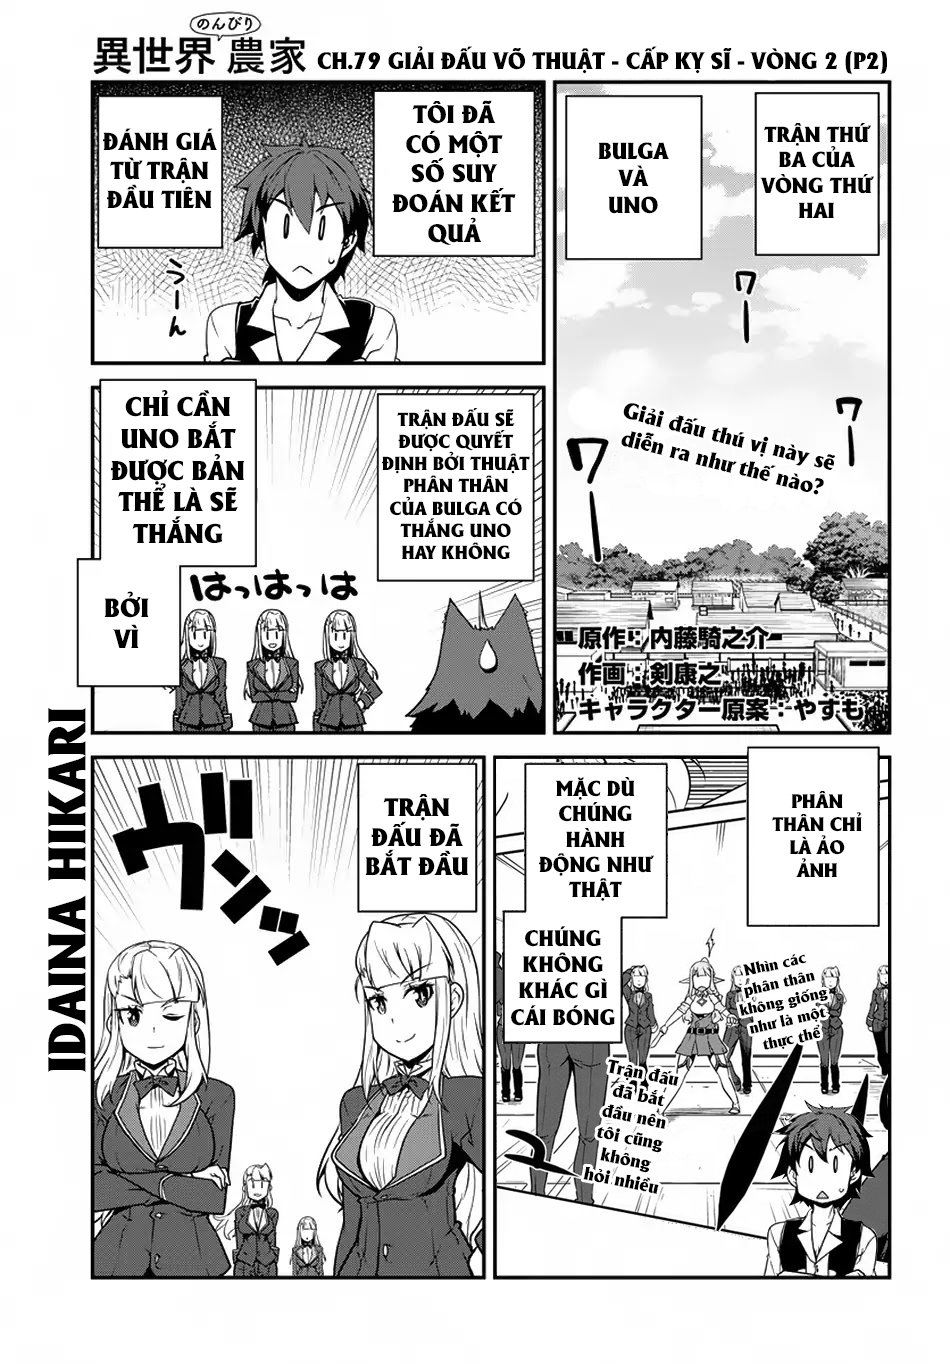 異世界のんびり農家 CH.79 GIẢI ĐẤU VÕ THUẬT - CẤP KỴ SĨ - VÒNG 2 (P2)
TRẬN THỨ
BA CỦA
VÒNG THỨ
HAI
BULGA
VÀ
UNO
ワー
ワー
ワー
Giải đấu thú vị này sẽ
diễn ra như thế nào?
原作：内藤騎之介
作画：剣康之
キャラクター原案：やすも
TÔI ĐÃ
CÓ MỘT
SỐ SUY
ĐOÁN KẾT
QUẢ
ĐÁNH GIÁ
TỪ TRẬN
ĐẦU TIÊN
うーん
TRẬN ĐẤU SẼ
ĐƯỢC QUYẾT
ĐỊNH BỞI THUẬT
PHÂN THÂN
CỦA BULGA CÓ
THẮNG UNO
HAY KHÔNG
CHỈ CẦN
UNO BẮT
ĐƯỢC BẢN
THỂ LÀ SẼ
THẮNG
BỞI
VÌ
はっはっは
PHÂN
THÂN CHỈ
LÀ ẢO
ẢNH
MẶC DÙ
CHÚNG
HÀNH
ĐỘNG NHƯ
THẬT
CHÚNG
KHÔNG
KHÁC GÌ
CÁI BÓNG
Nhìn các
phân thân
không giống
như là một
thực thể
Trận đấu
đã bắt
đầu nên
tôi cũng
không
hỏi nhiều
TRẬN
ĐẤU ĐÃ
BẮT ĐẦU
ヴンッ
IDAINA HIKARI